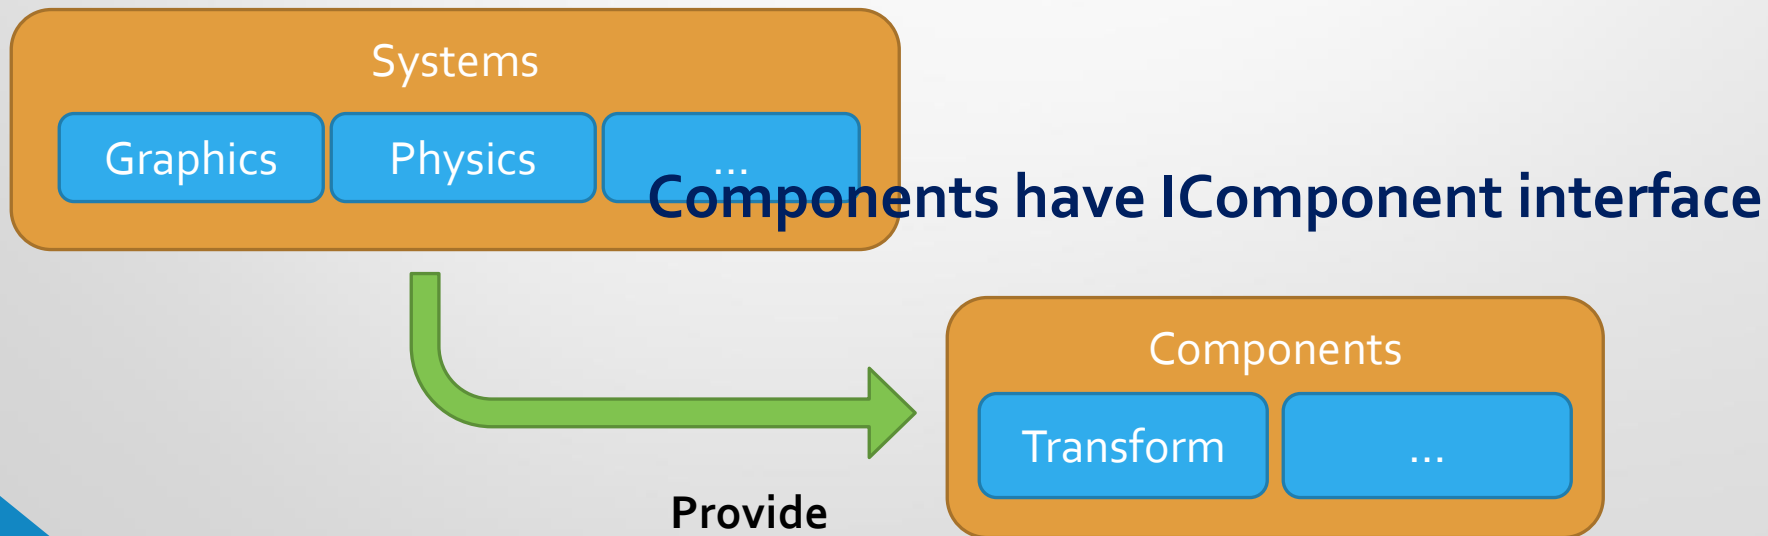 Systems
Graphics
Physics
...
Components have IComponent interface
Components
Transform
...
Provide